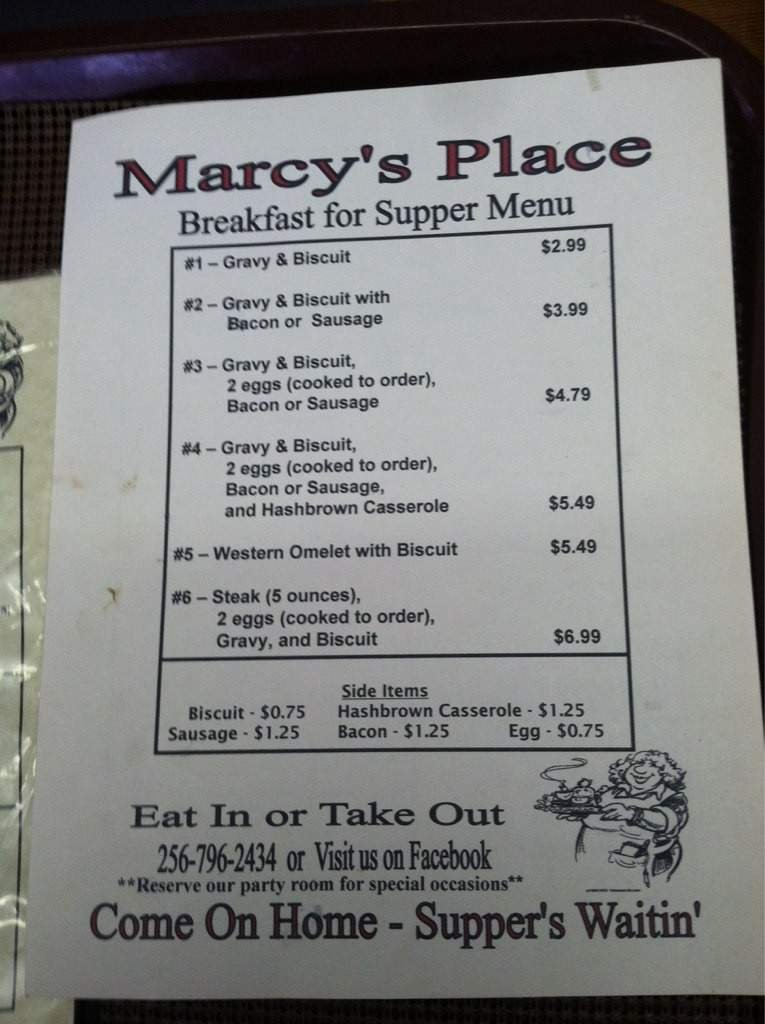 Marcy's Place
Breakfast for Supper Menu
#1 – Gravy & Biscuit $2.99
#2 – Gravy & Biscuit with
Bacon or Sausage $3.99
#3 – Gravy & Biscuit,
2 eggs (cooked to order),
Bacon or Sausage $4.79
#4 – Gravy & Biscuit,
2 eggs (cooked to order),
Bacon or Sausage,
and Hashbrown Casserole $5.49
#5 – Western Omelet with Biscuit $5.49
#6 – Steak (5 ounces),
2 eggs (cooked to order),
Gravy, and Biscuit $6.99
Side Items
Biscuit - $0.75 Hashbrown Casserole - $1.25
Sausage - $1.25 Bacon - $1.25 Egg - $0.75
Eat In or Take Out
256-796-2434 or Visit us on Facebook
**Reserve our party room for special occasions**
Come On Home - Supper's Waitin'